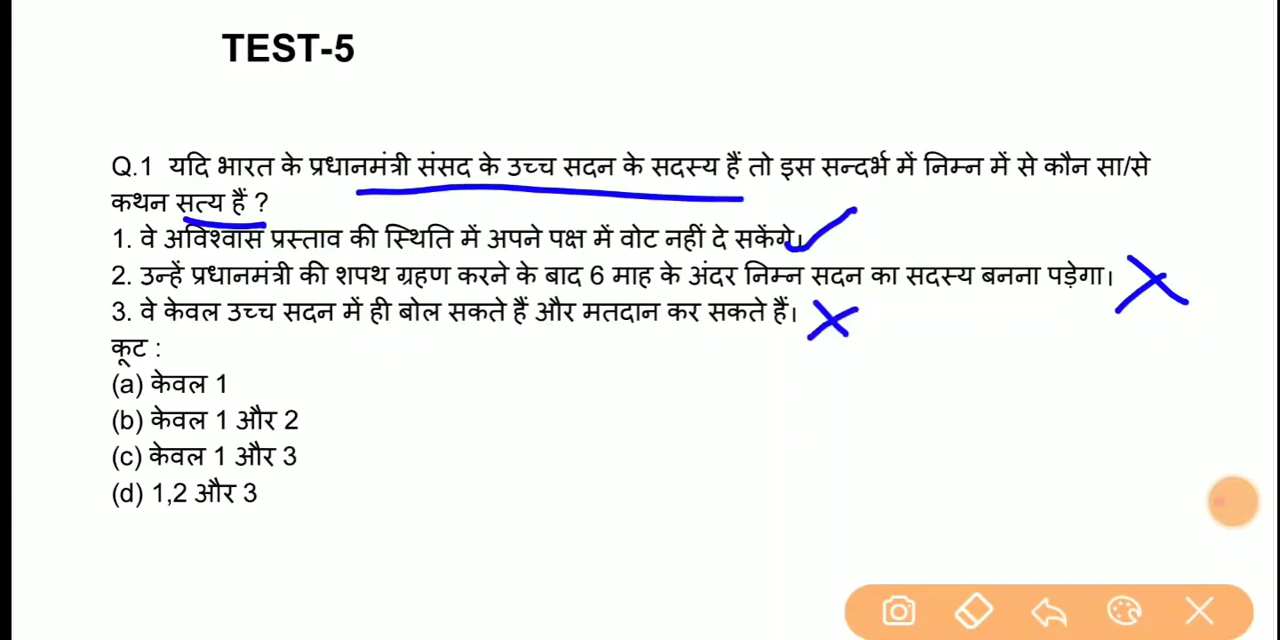 TEST-5
Q.1 यदि भारत के प्रधानमंत्री संसद के उच्च सदन के सदस्य हैं तो इस सन्दर्भ में निम्न में से कौन सा/से
कथन सत्य हैं ?
1. वे अविश्वास प्रस्ताव की स्थिति में अपने पक्ष में वोट नहीं दे सकेंगे।
2. उन्हें प्रधानमंत्री की शपथ ग्रहण करने के बाद 6 माह के अंदर निम्न सदन का सदस्य बनना पड़ेगा।
3. वे केवल उच्च सदन में ही बोल सकते हैं और मतदान कर सकते हैं।
कूट :
(a) केवल 1
(b) केवल 1 और 2
(c) केवल 1 और 3
(d) 1,2 और 3